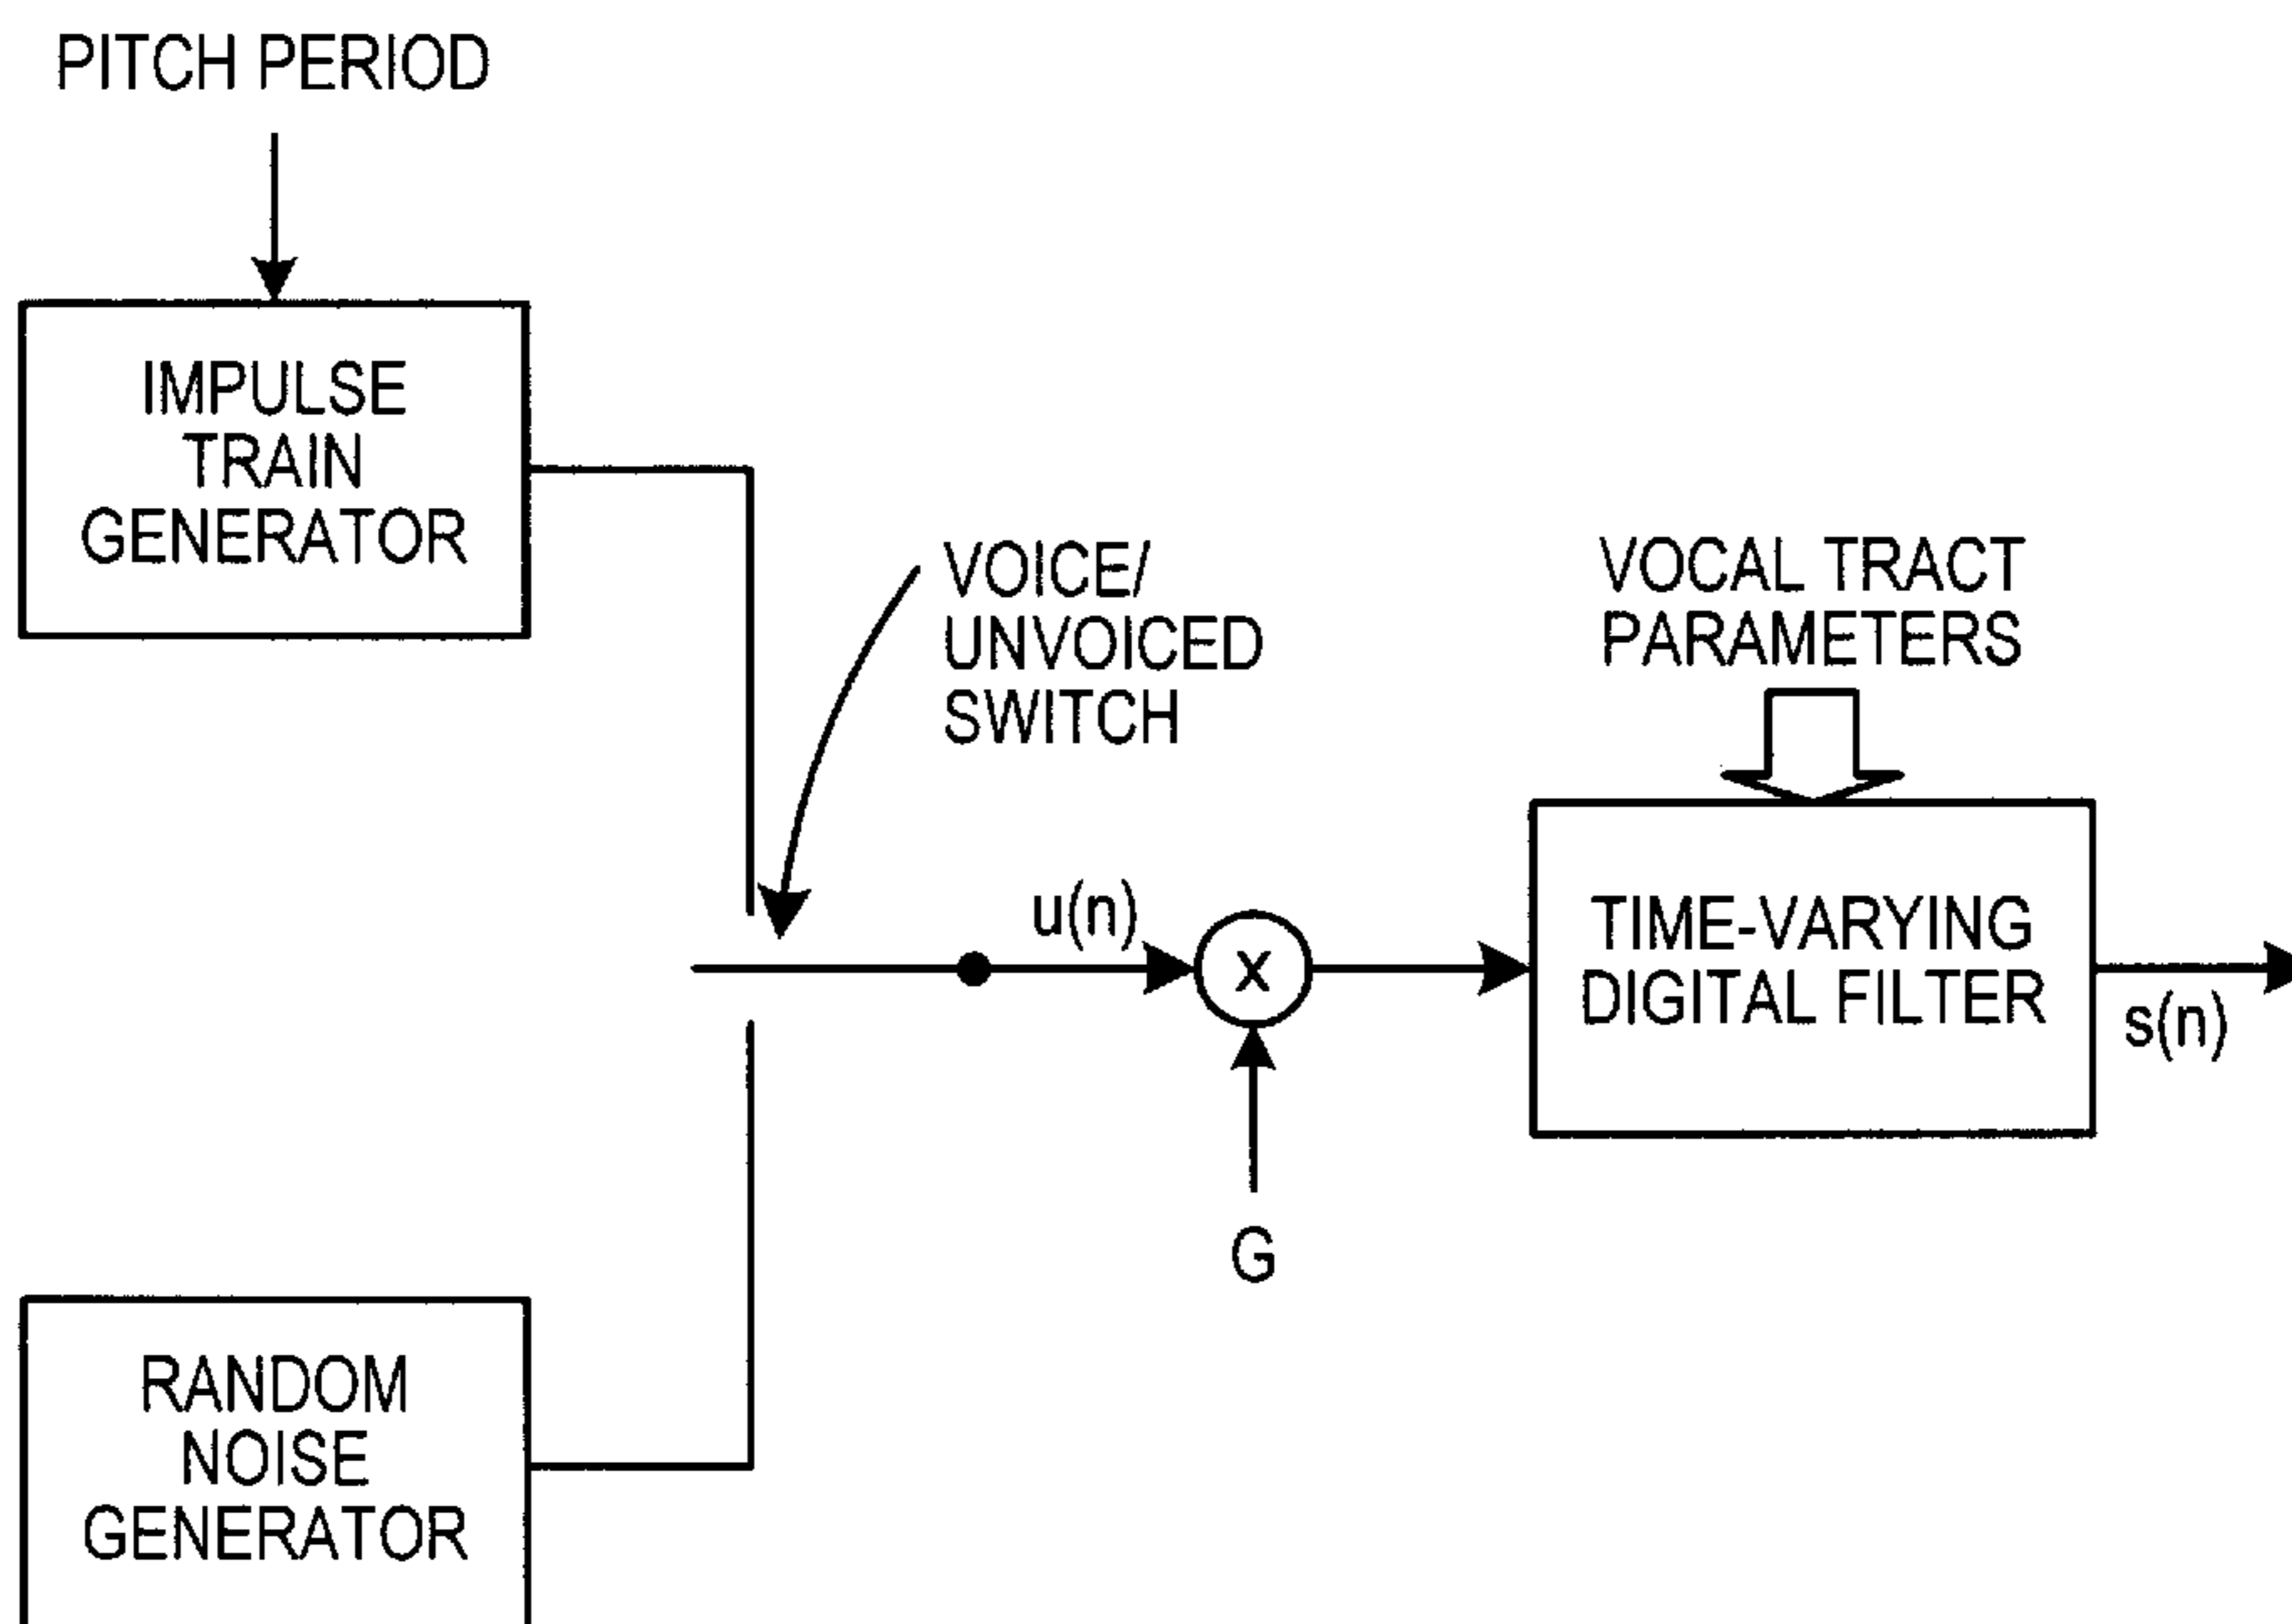 PITCH PERIOD
IMPULSE
TRAIN
GENERATOR
VOICE/
UNVOICED
SWITCH
VOCAL TRACT
PARAMETERS
u(n)
X
TIME-VARYING
DIGITAL FILTER
s(n)
G
RANDOM
NOISE
GENERATOR